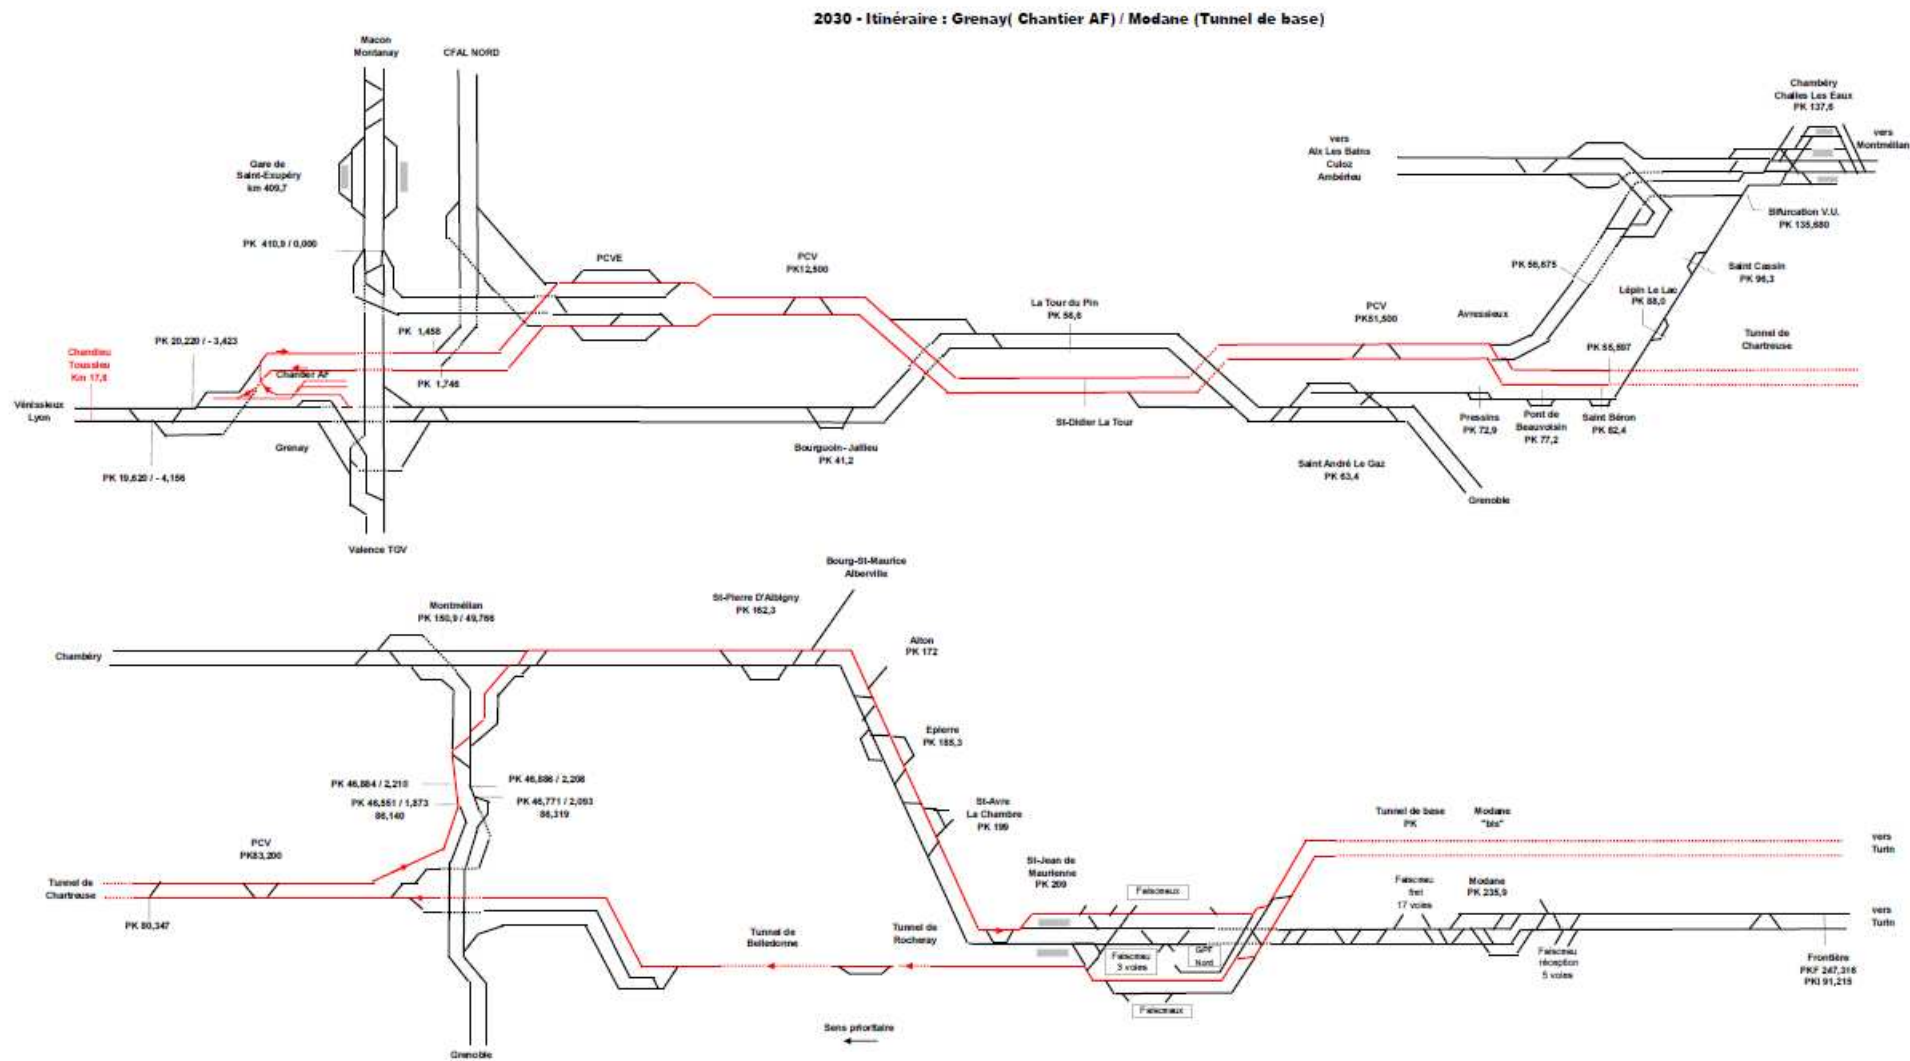 2030 - Itinéraire : Grenay( Chantier AF) / Modane (Tunnel de base)
Macon
Montanay
CFAL NORD
Gare de
Saint-Exupéry
km 409,7
PK 410,9 / 0,000
PCVE
PCV
PK12,500
PK 20,220 / - 3,423
PK 1,458
PK 1,746
Chandieu
Toussieu
Km 17,6
Chantier AF
Vénissieux
Lyon
Grenay
PK 19,620 / - 4,156
Valence TGV
Bourgoin-Jallieu
PK 41,2
La Tour du Pin
PK 56,6
St-Didier La Tour
Saint André Le Gaz
PK 63,4
Grenoble
PCV
PK51,500
Avressieux
PK 56,675
PK 55,597
Pressins
PK 72,9
Pont de
Beauvoisin
PK 77,2
Saint Béron
PK 82,4
Lépin Le Lac
PK 88,0
Saint Cassin
PK 96,3
Tunnel de
Chartreuse
vers
Aix Les Bains
Culoz
Ambérieu
Chambéry
Challes Les Eaux
PK 137,6
vers
Montmélian
Bifurcation V.U.
PK 135,680
Chambéry
Montmélian
PK 150,9 / 49,766
St-Pierre D'Albigny
PK 162,3
Bourg-St-Maurice
Alberville
Aiton
PK 172
Epierre
PK 185,3
St-Avre
La Chambre
PK 199
PK 46,884 / 2,210
PK 46,551 / 1,873
86,140
PK 46,886 / 2,208
PK 46,771 / 2,093
86,319
PCV
PK83,200
Tunnel de
Chartreuse
PK 80,347
Grenoble
Tunnel de
Belledonne
Tunnel de
Rocheray
St-Jean de
Maurienne
PK 209
Faisceaux
Faisceau
3 voies
GPF
Nord
Faisceaux
Tunnel de base
PK
Modane
"bis"
vers
Turin
Faisceau
fret
17 voies
Modane
PK 235,9
Faisceau
réception
5 voies
vers
Turin
Frontière
PKF 247,316
PKI 91,215
Sens prioritaire